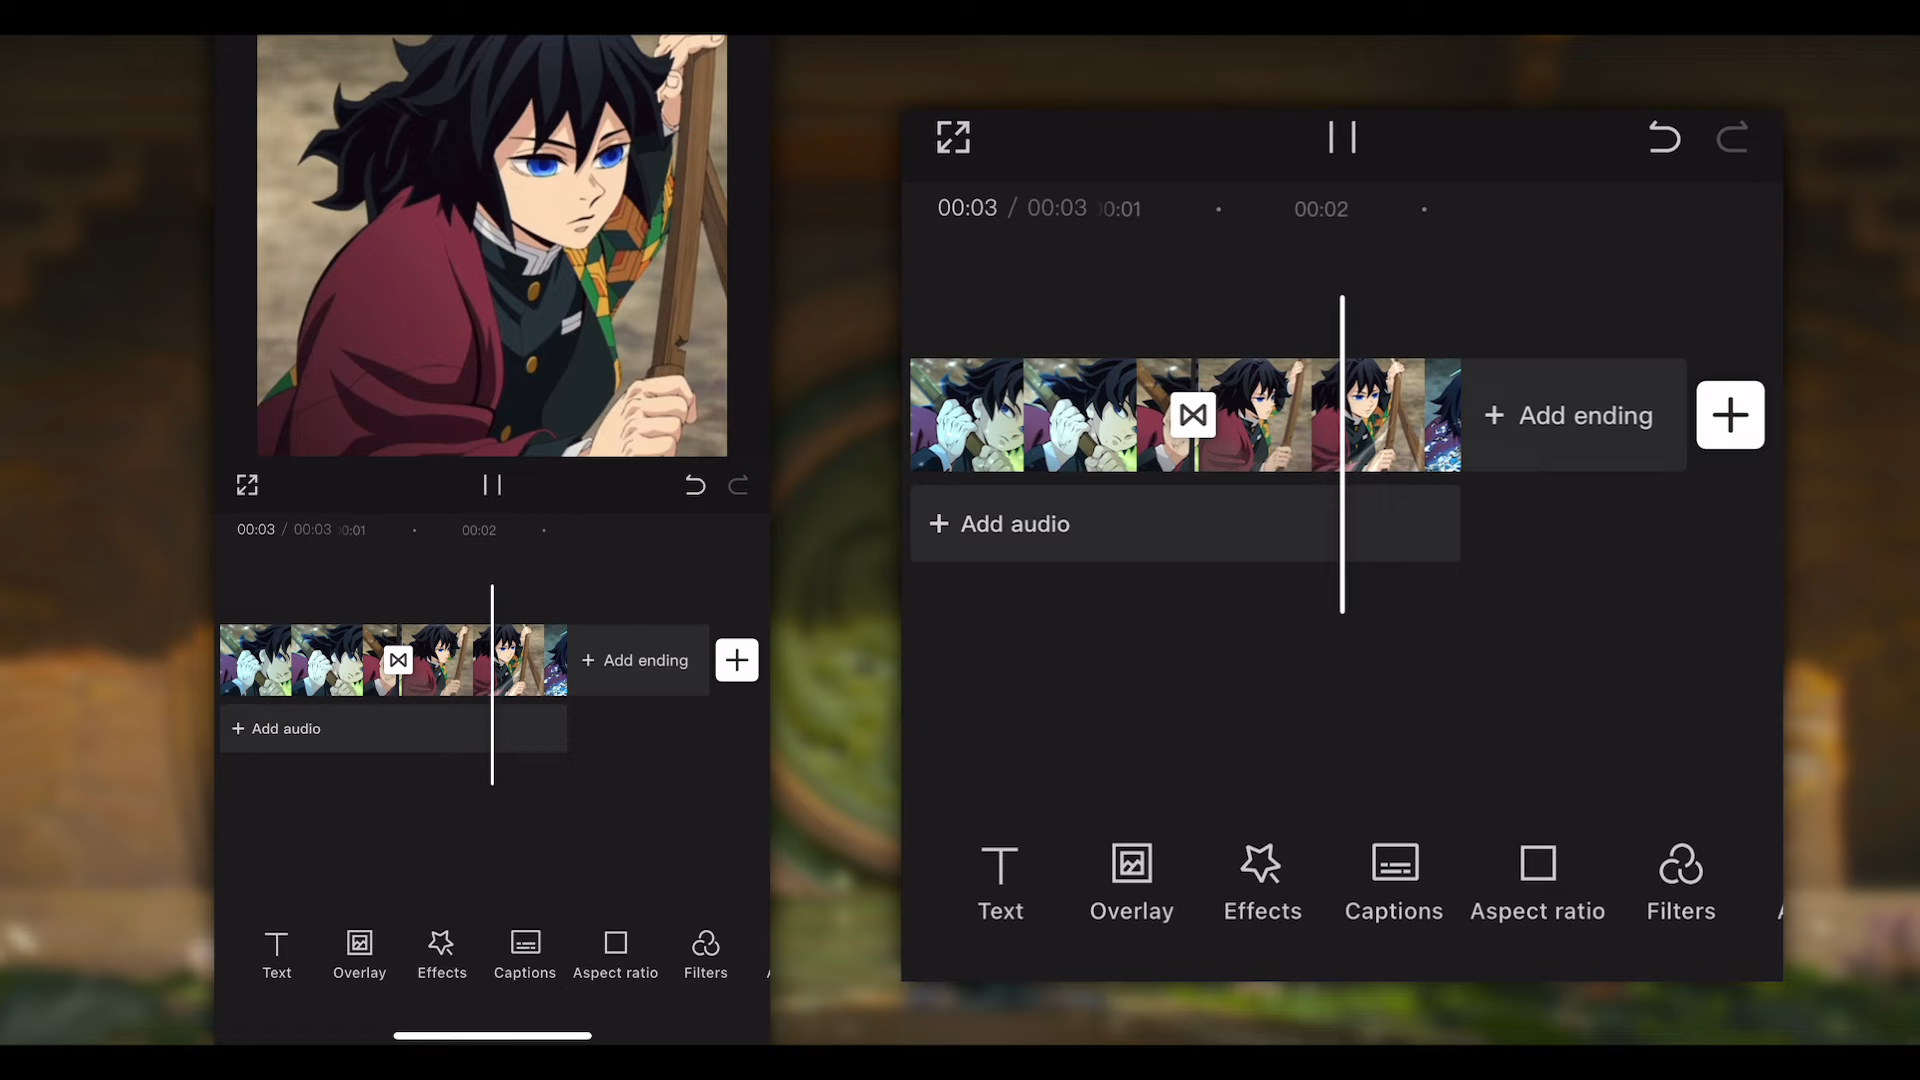 00:03 / 00:03 0:01 00:02
+ Add ending
+ Add audio
Text Overlay Effects Captions Aspect ratio Filters
00:03 / 00:03 0:01 00:02
+ Add ending
+ Add audio
Text Overlay Effects Captions Aspect ratio Filters